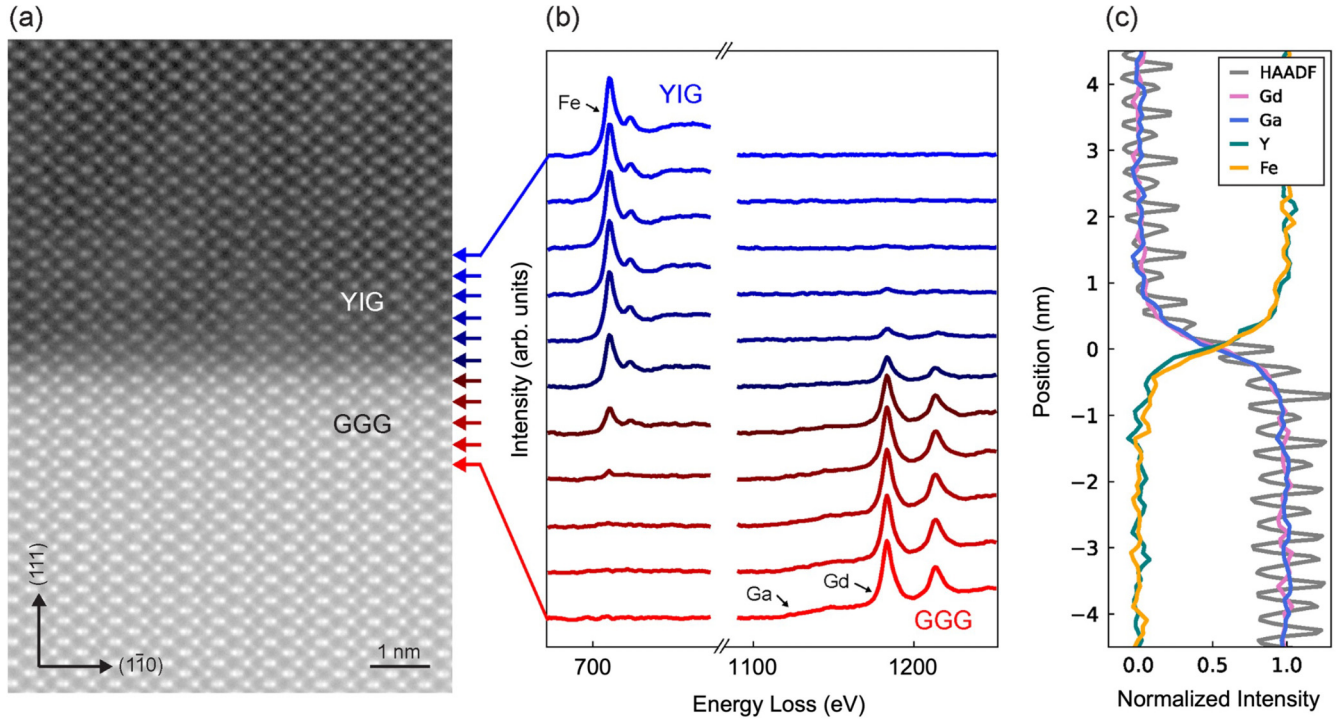 (a)
YIG
GGG
(111)
(11̄0)
1 nm
(b)
Fe
YIG
Ga
Gd
GGG
Intensity (arb. units)
700
1100
1200
Energy Loss (eV)
(c)
HAADF
Gd
Ga
Y
Fe
4
3
2
1
0
−1
−2
−3
−4
Position (nm)
0.0
0.5
1.0
Normalized Intensity